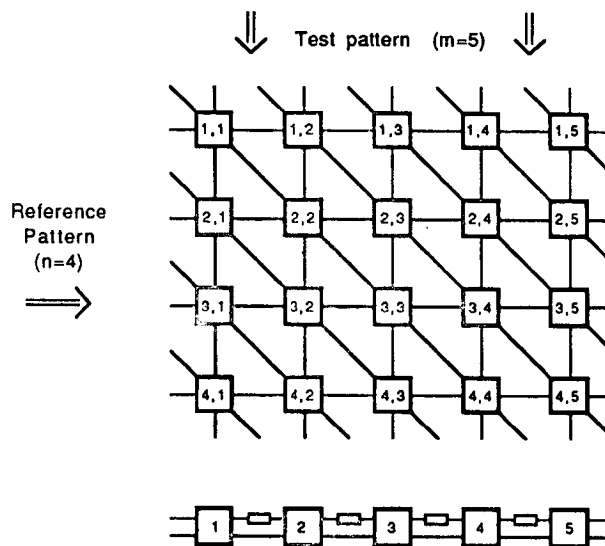 Test pattern (m=5)
1,1 1,2 1,3 1,4 1,5
2,1 2,2 2,3 2,4 2,5
Reference
Pattern
(n=4)
3,1 3,2 3,3 3,4 3,5
4,1 4,2 4,3 4,4 4,5
1 2 3 4 5